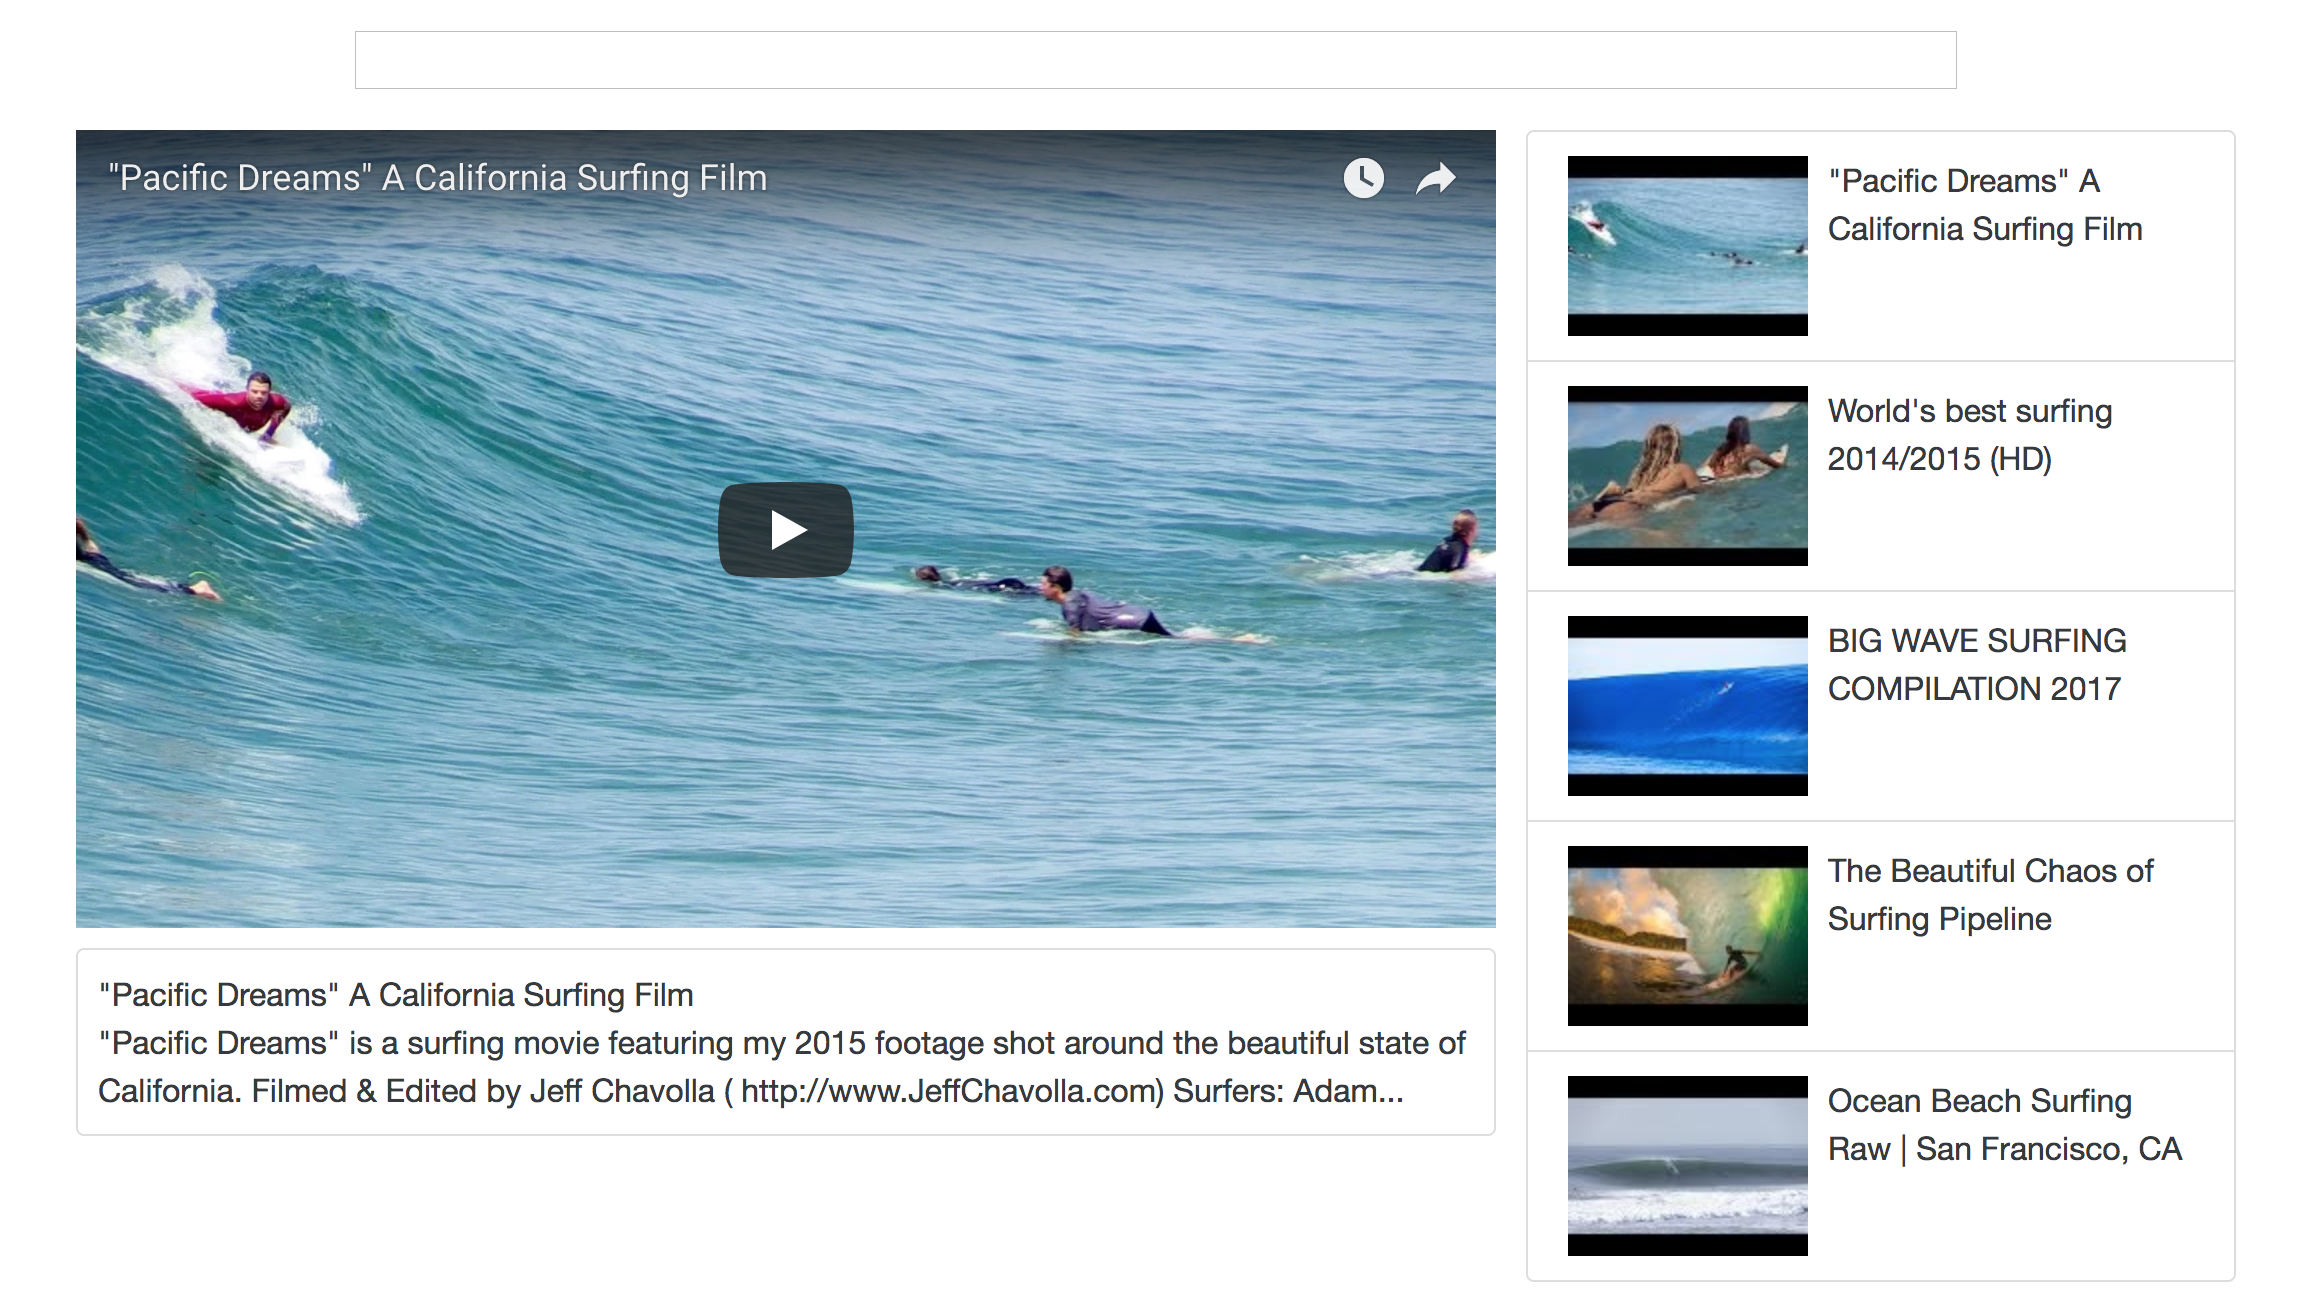 "Pacific Dreams" A California Surfing Film
"Pacific Dreams" A California Surfing Film
"Pacific Dreams" is a surfing movie featuring my 2015 footage shot around the beautiful state of
California. Filmed & Edited by Jeff Chavolla ( http://www.JeffChavolla.com) Surfers: Adam...
"Pacific Dreams" A
California Surfing Film
World's best surfing
2014/2015 (HD)
BIG WAVE SURFING
COMPILATION 2017
The Beautiful Chaos of
Surfing Pipeline
Ocean Beach Surfing
Raw | San Francisco, CA